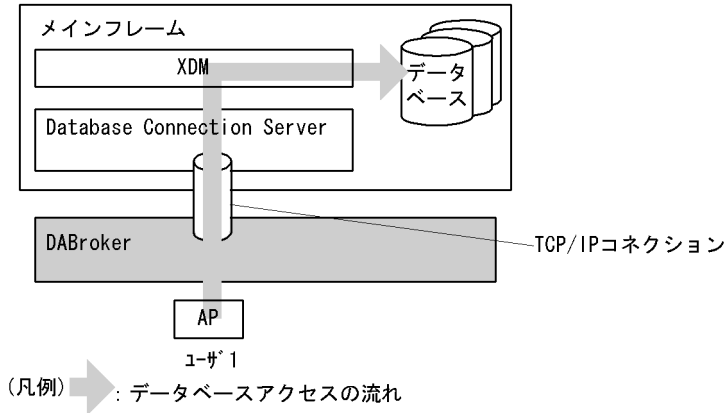 メインフレーム
XDM
データ
ベース
Database Connection Server
DABroker
TCP/IPコネクション
AP
ﾕｰｻﾞ1
(凡例) : データベースアクセスの流れ